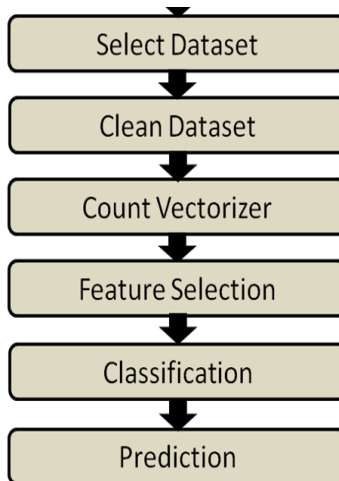 Select Dataset
Clean Dataset
Count Vectorizer
Feature Selection
Classification
Prediction